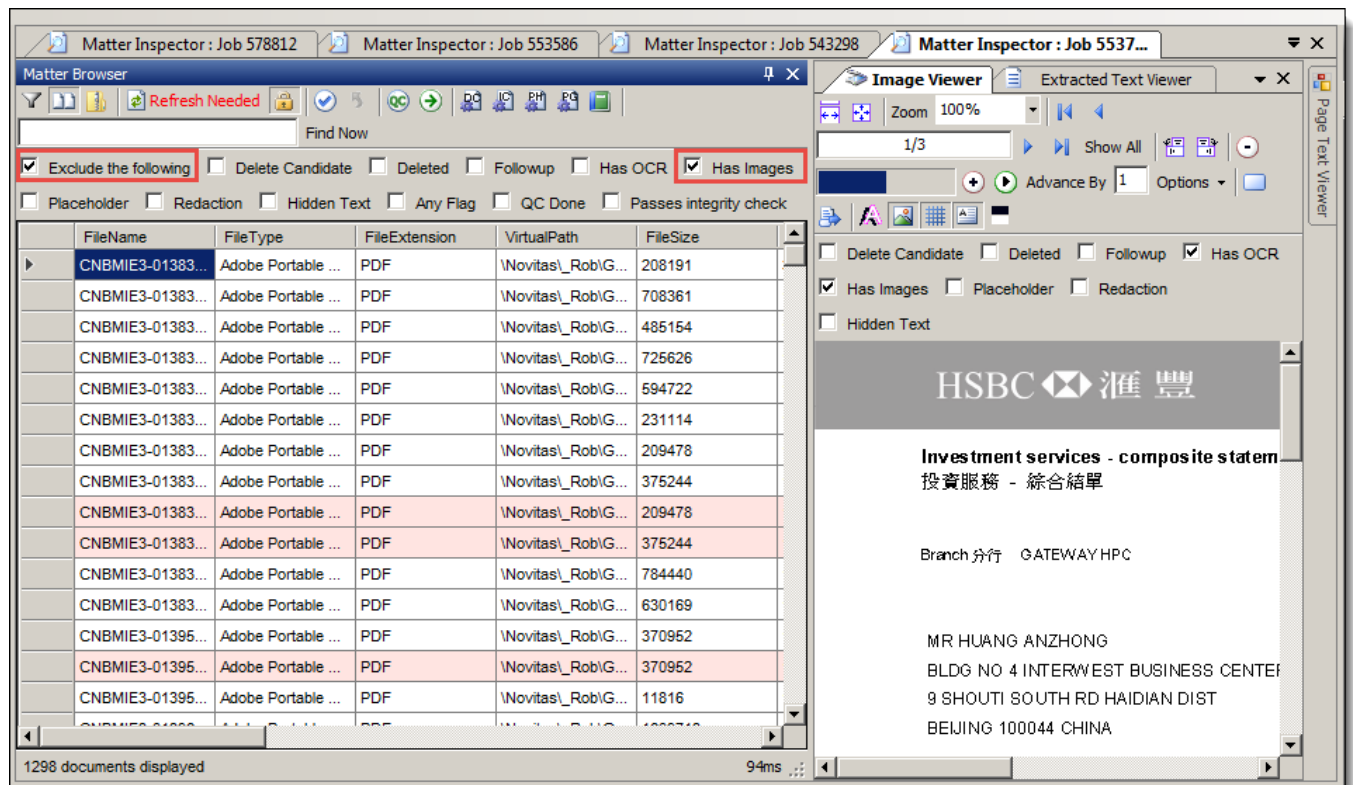 Matter Inspector : Job 578812 Matter Inspector : Job 553586 Matter Inspector : Job 543298 Matter Inspector : Job 5537...
Matter Browser
Refresh Needed QC
Find Now
Exclude the following Delete Candidate Deleted Followup Has OCR Has Images
Placeholder Redaction Hidden Text Any Flag QC Done Passes integrity check
FileName FileType FileExtension VirtualPath FileSize
CNBMIE3-01383... Adobe Portable ... PDF \Novitas\_Rob\G... 208191
CNBMIE3-01383... Adobe Portable ... PDF \Novitas\_Rob\G... 708361
CNBMIE3-01383... Adobe Portable ... PDF \Novitas\_Rob\G... 485154
CNBMIE3-01383... Adobe Portable ... PDF \Novitas\_Rob\G... 725626
CNBMIE3-01383... Adobe Portable ... PDF \Novitas\_Rob\G... 594722
CNBMIE3-01383... Adobe Portable ... PDF \Novitas\_Rob\G... 231114
CNBMIE3-01383... Adobe Portable ... PDF \Novitas\_Rob\G... 209478
CNBMIE3-01383... Adobe Portable ... PDF \Novitas\_Rob\G... 375244
CNBMIE3-01383... Adobe Portable ... PDF \Novitas\_Rob\G... 209478
CNBMIE3-01383... Adobe Portable ... PDF \Novitas\_Rob\G... 375244
CNBMIE3-01383... Adobe Portable ... PDF \Novitas\_Rob\G... 784440
CNBMIE3-01383... Adobe Portable ... PDF \Novitas\_Rob\G... 630169
CNBMIE3-01395... Adobe Portable ... PDF \Novitas\_Rob\G... 370952
CNBMIE3-01395... Adobe Portable ... PDF \Novitas\_Rob\G... 370952
CNBMIE3-01395... Adobe Portable ... PDF \Novitas\_Rob\G... 11816
1298 documents displayed 94ms
Image Viewer Extracted Text Viewer
Zoom 100%
1/3 Show All
Advance By 1 Options
Delete Candidate Deleted Followup Has OCR
Has Images Placeholder Redaction
Hidden Text
HSBC 滙豐
Investment services - composite statem
投資服務 - 綜合結單
Branch 分行 GATEWAY HPC
MR HUANG ANZHONG
BLDG NO 4 INTERWEST BUSINESS CENTER
9 SHOUTI SOUTH RD HAIDIAN DIST
BEIJING 100044 CHINA
Page Text Viewer